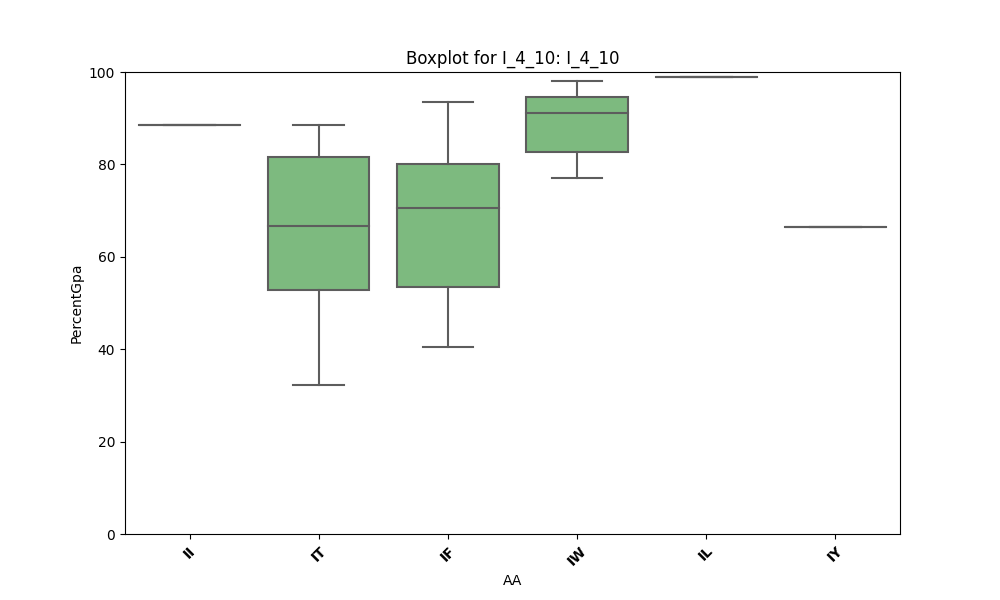 Boxplot for I_4_10: I_4_10
100
80
60
40
20
0
PercentGpa
II
IT
IF
IW
IL
IY
AA